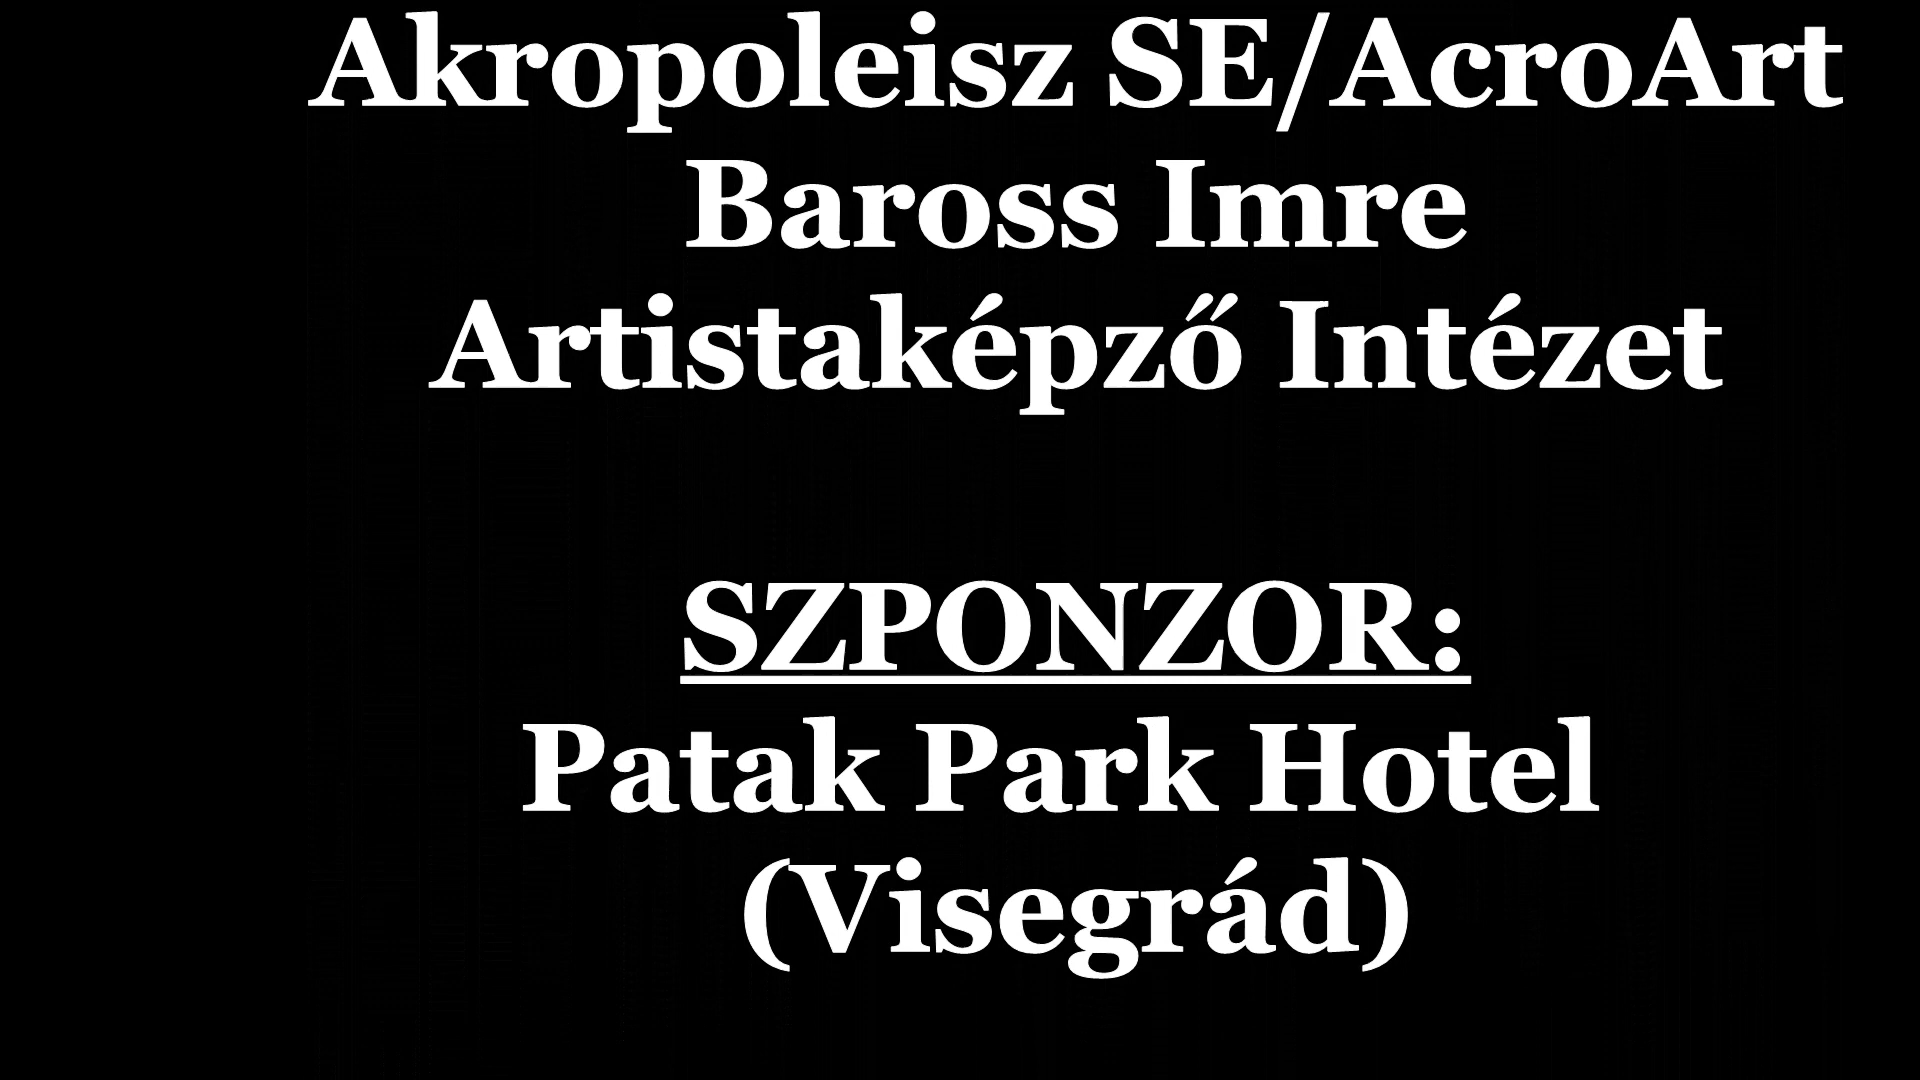 Akropoleisz SE/AcroArt
Baross Imre
Artistaképző Intézet
SZPONZOR:
Patak Park Hotel
(Visegrád)